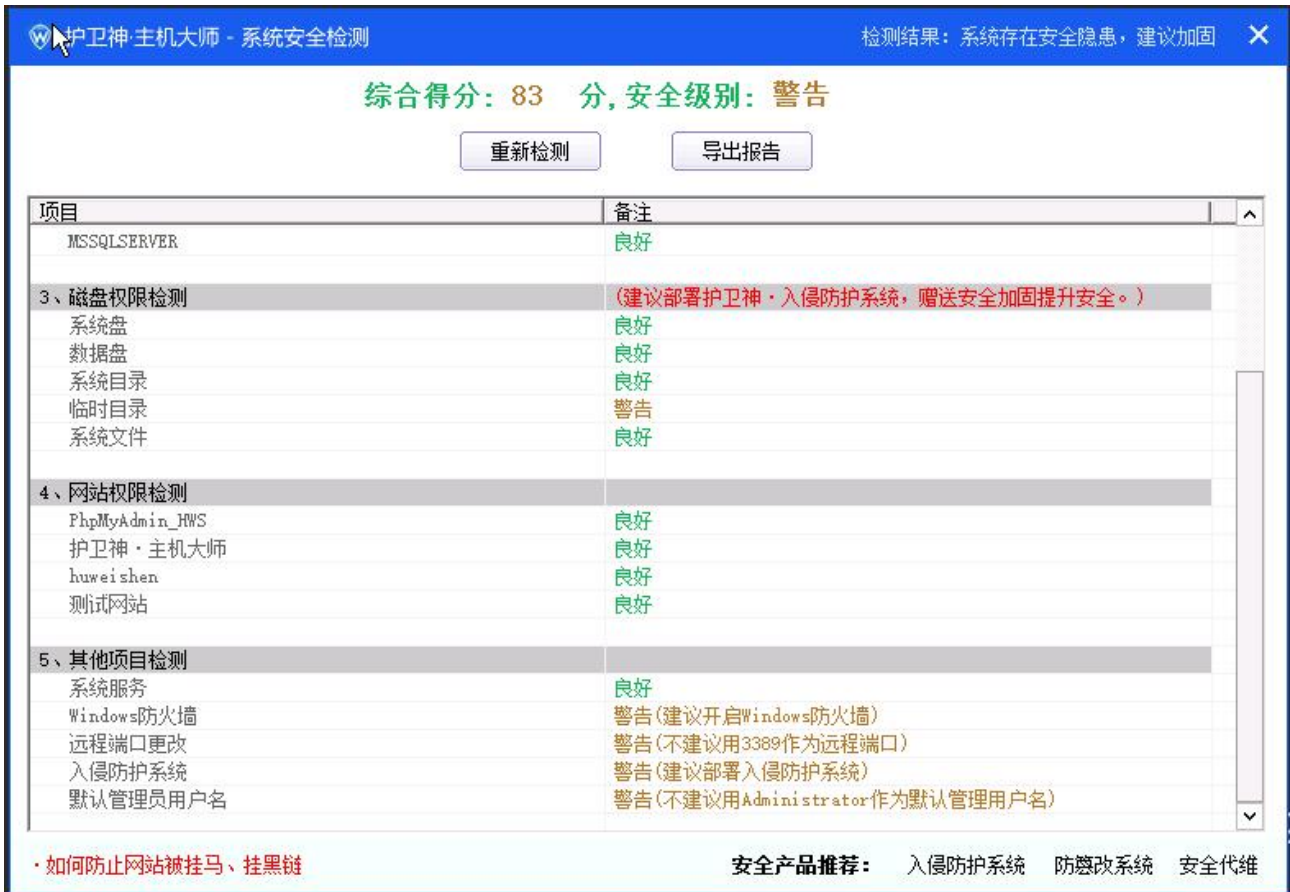 护卫神·主机大师 - 系统安全检测 检测结果：系统存在安全隐患，建议加固
综合得分: 83 分,安全级别: 警告
重新检测 导出报告
项目 备注
MSSQLSERVER 良好
3、磁盘权限检测 (建议部署护卫神·入侵防护系统，赠送安全加固提升安全。)
系统盘 良好
数据盘 良好
系统目录 良好
临时目录 警告
系统文件 良好
4、网站权限检测
PhpMyAdmin_HWS 良好
护卫神·主机大师 良好
huweishen 良好
测试网站 良好
5、其他项目检测
系统服务 良好
Windows防火墙 警告(建议开启Windows防火墙)
远程端口更改 警告(不建议用3389作为远程端口)
入侵防护系统 警告(建议部署入侵防护系统)
默认管理员用户名 警告(不建议用Administrator作为默认管理用户名)
·如何防止网站被挂马、挂黑链 安全产品推荐： 入侵防护系统 防篡改系统 安全代维